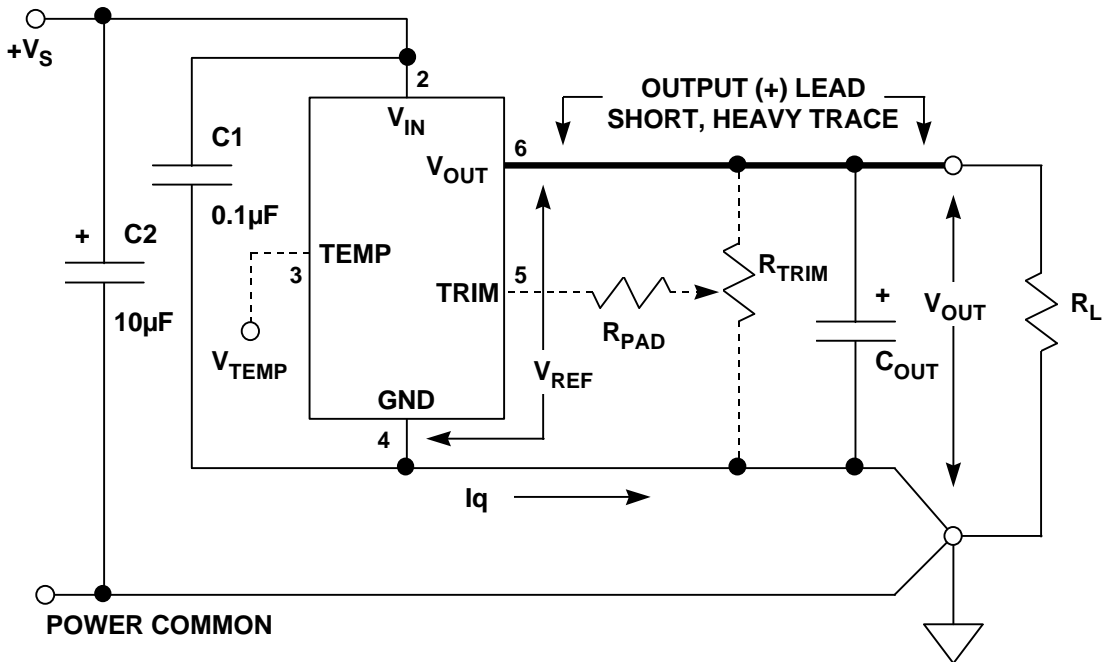 +VS
C1
0.1µF
+
C2
10µF
2
VIN
VOUT
6
TEMP
3
VTEMP
TRIM
5
GND
4
OUTPUT (+) LEAD
SHORT, HEAVY TRACE
RPAD
RTRIM
VREF
+
COUT
VOUT
RL
Iq
POWER COMMON